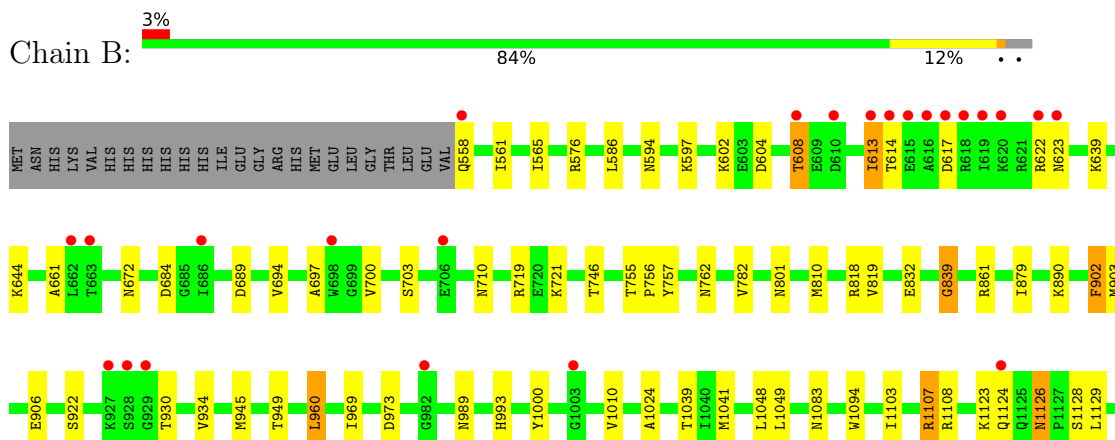 3%
Chain B:
84% 12% • •
MET ASN HIS LYS VAL HIS HIS HIS HIS HIS HIS ILE GLU GLY ARG HIS MET GLU LEU GLY THR LEU GLU VAL Q558 I561 I565 R576 L586 N594 K597 K602 E603 D604 T608 E609 D610 I613 T614 E615 A616 D617 R618 I619 K620 R621 R622 N623 K639
K644 A661 L662 T663 N672 D684 G685 I686 D689 V694 A697 W698 G699 V700 S703 E706 N710 R719 E720 K721 T746 T755 P756 Y757 N762 V782 N801 M810 R818 V819 E832 G839 R861 I879 K890 F902 M903
E906 S922 K927 S928 G929 T930 V934 M945 T949 L960 I969 D973 G982 N989 H993 Y1000 G1003 V1010 A1024 T1039 I1040 M1041 L1048 L1049 N1083 W1094 I1103 R1107 R1108 K1123 Q1124 Q1125 N1126 P1127 S1128 L1129